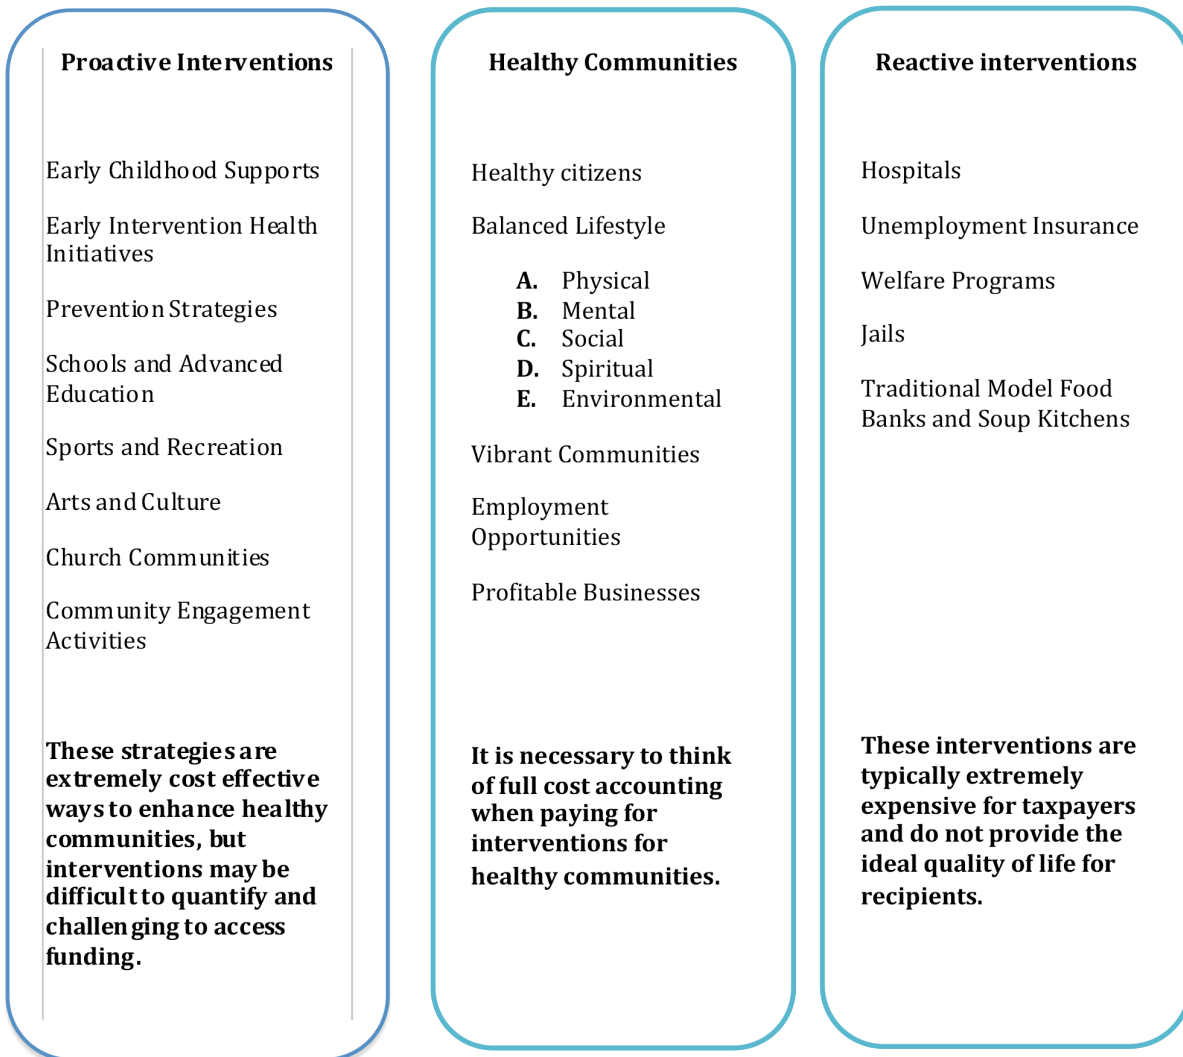 Proactive Interventions
Early Childhood Supports
Early Intervention Health
Initiatives
Prevention Strategies
Schools and Advanced
Education
Sports and Recreation
Arts and Culture
Church Communities
Community Engagement
Activities
These strategies are
extremely cost effective
ways to enhance healthy
communities, but
interventions may be
difficult to quantify and
challenging to access
funding.
Healthy Communities
Healthy citizens
Balanced Lifestyle
A. Physical
B. Mental
C. Social
D. Spiritual
E. Environmental
Vibrant Communities
Employment
Opportunities
Profitable Businesses
It is necessary to think
of full cost accounting
when paying for
interventions for
healthy communities.
Reactive interventions
Hospitals
Unemployment Insurance
Welfare Programs
Jails
Traditional Model Food
Banks and Soup Kitchens
These interventions are
typically extremely
expensive for taxpayers
and do not provide the
ideal quality of life for
recipients.